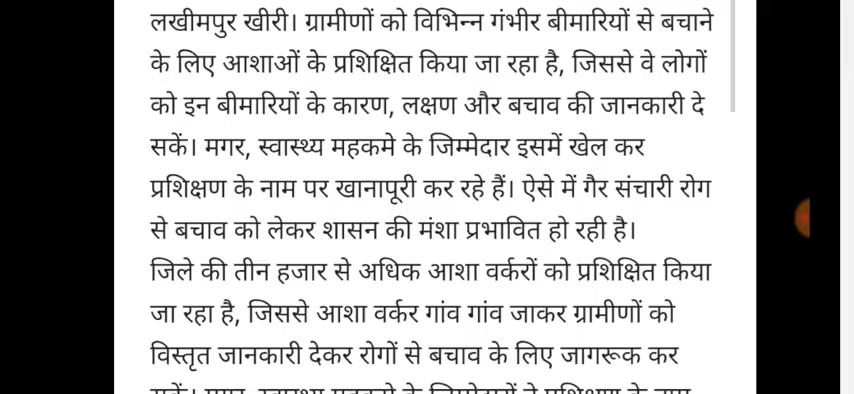 लखीमपुर खीरी। ग्रामीणों को विभिन्न गंभीर बीमारियों से बचाने
के लिए आशाओं के प्रशिक्षित किया जा रहा है, जिससे वे लोगों
को इन बीमारियों के कारण, लक्षण और बचाव की जानकारी दे
सकें। मगर, स्वास्थ्य महकमे के जिम्मेदार इसमें खेल कर
प्रशिक्षण के नाम पर खानापूरी कर रहे हैं। ऐसे में गैर संचारी रोग
से बचाव को लेकर शासन की मंशा प्रभावित हो रही है।
जिले की तीन हजार से अधिक आशा वर्करों को प्रशिक्षित किया
जा रहा है, जिससे आशा वर्कर गांव गांव जाकर ग्रामीणों को
विस्तृत जानकारी देकर रोगों से बचाव के लिए जागरूक कर